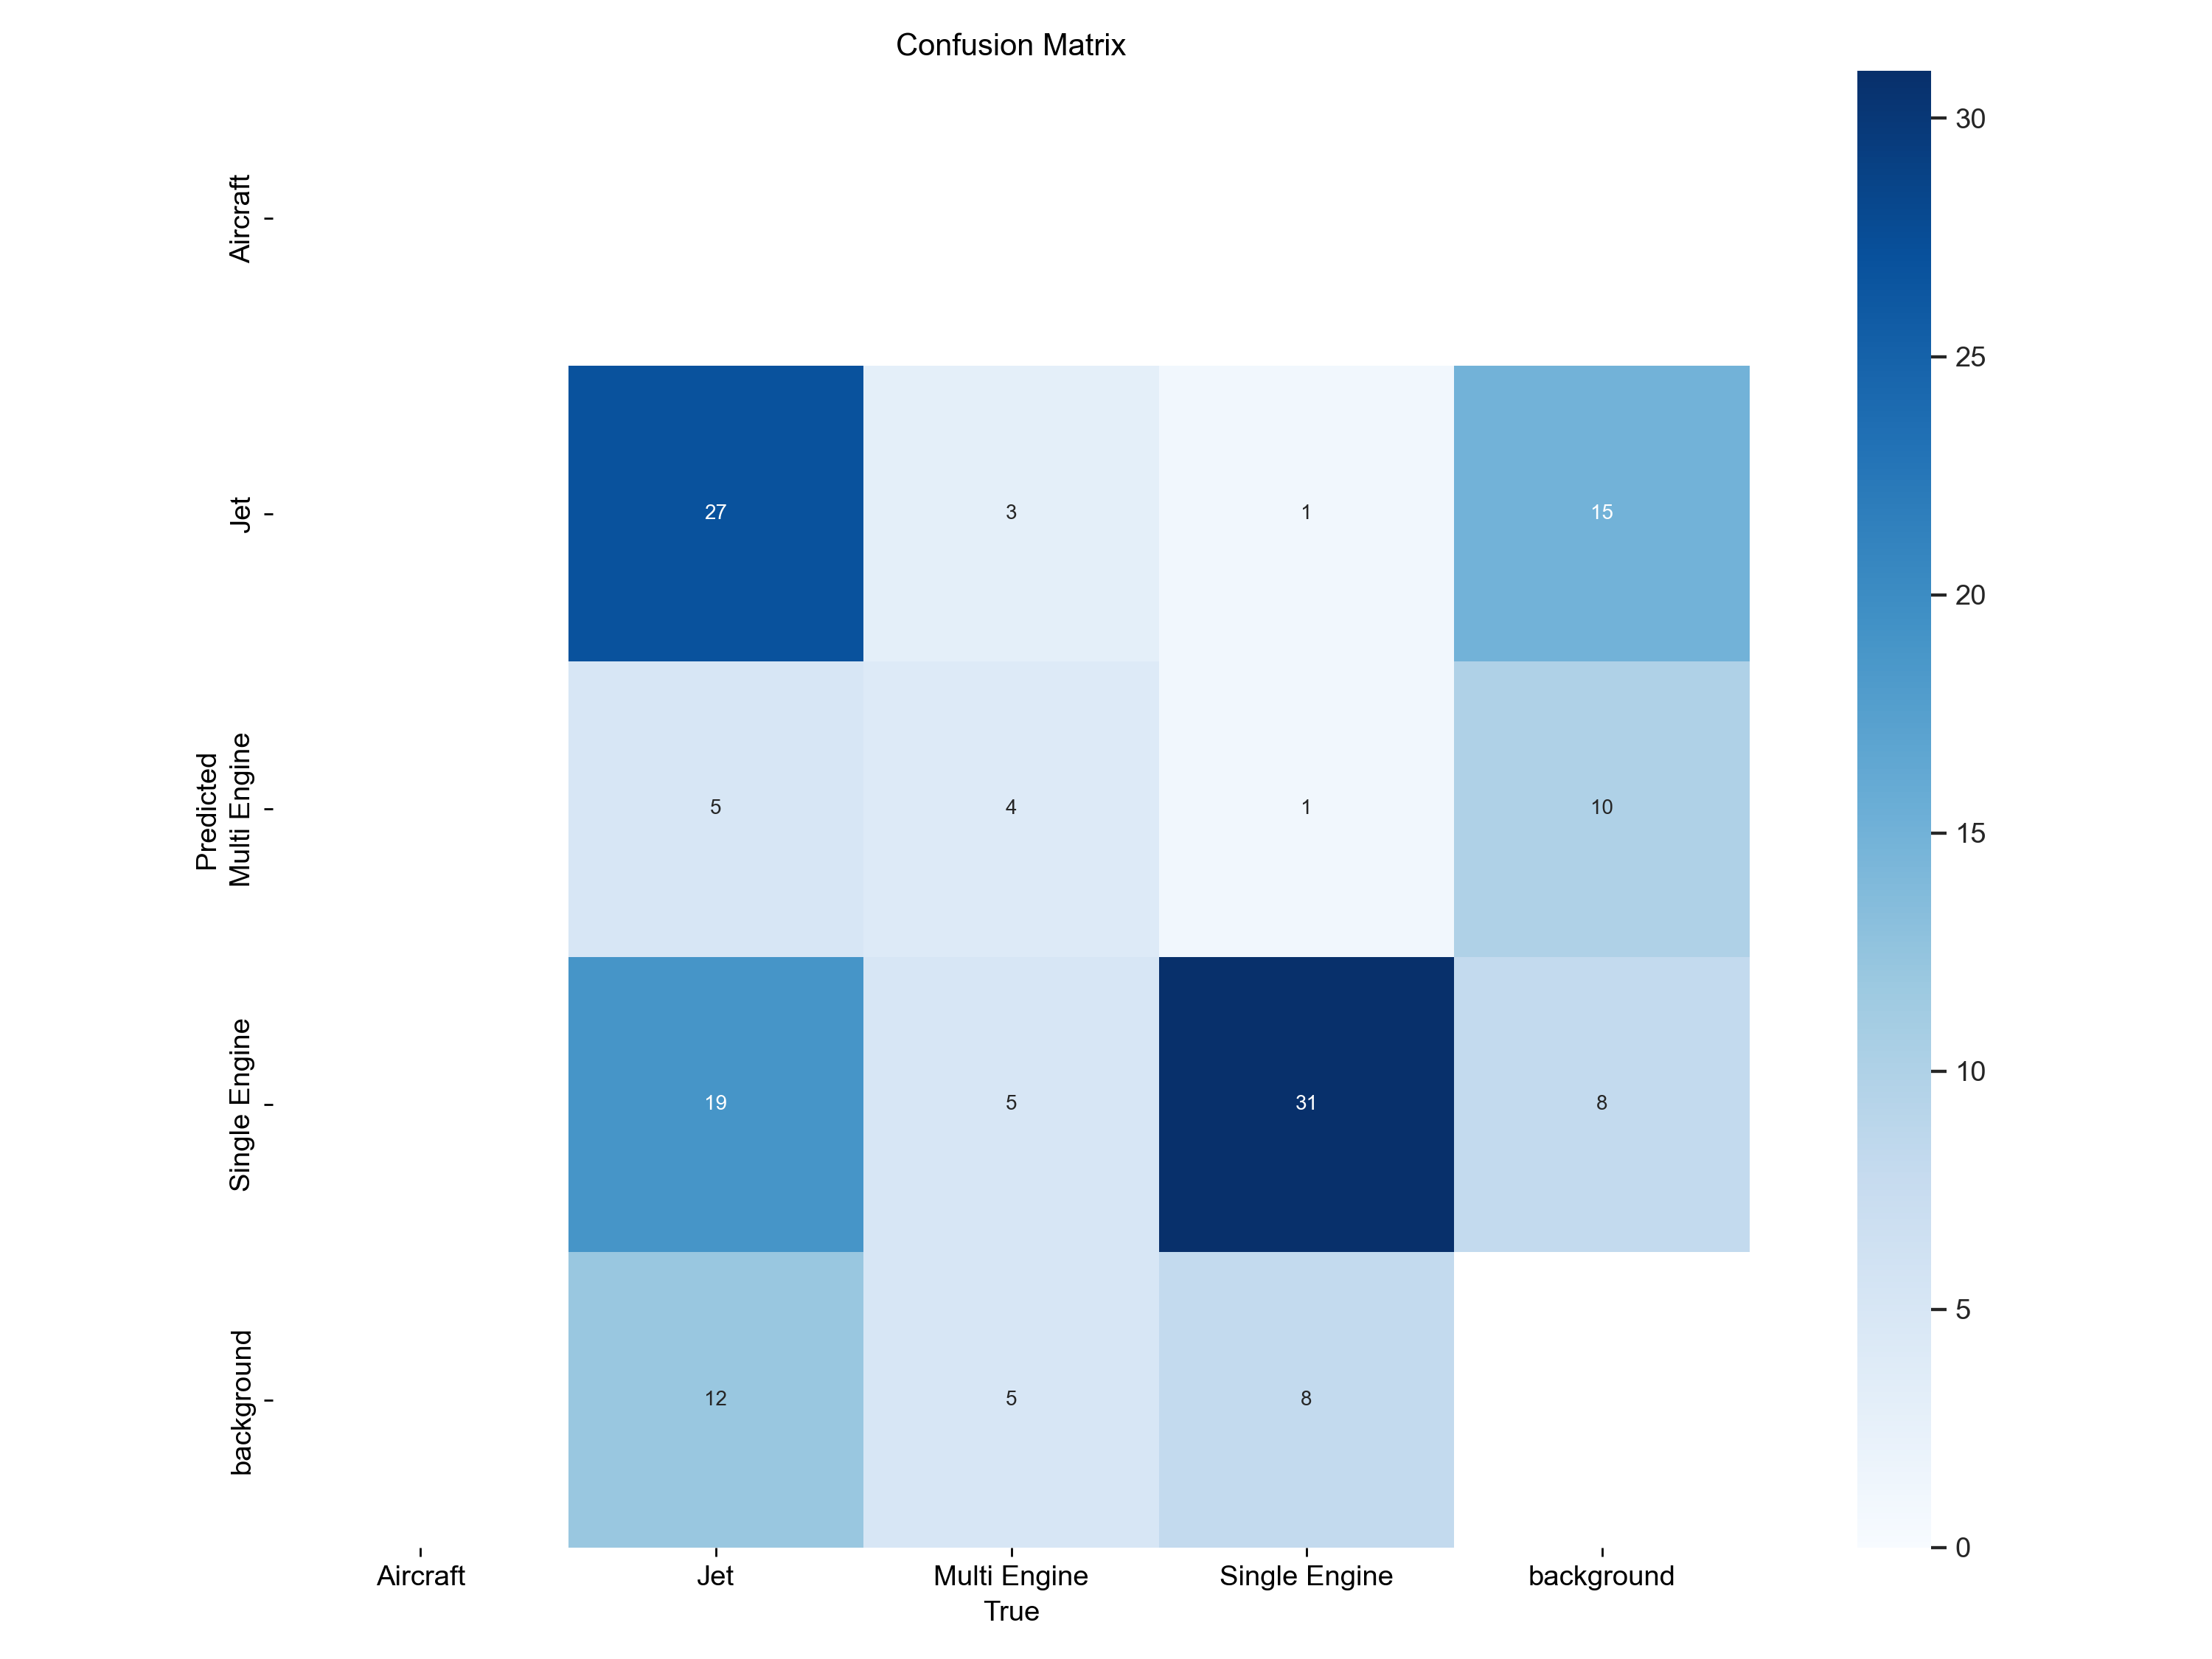 Confusion Matrix
Aircraft
Jet
Multi Engine
Single Engine
background
Predicted
27 3 1 15
5 4 1 10
19 5 31 8
12 5 8
Aircraft Jet Multi Engine Single Engine background
True
30
25
20
15
10
5
0